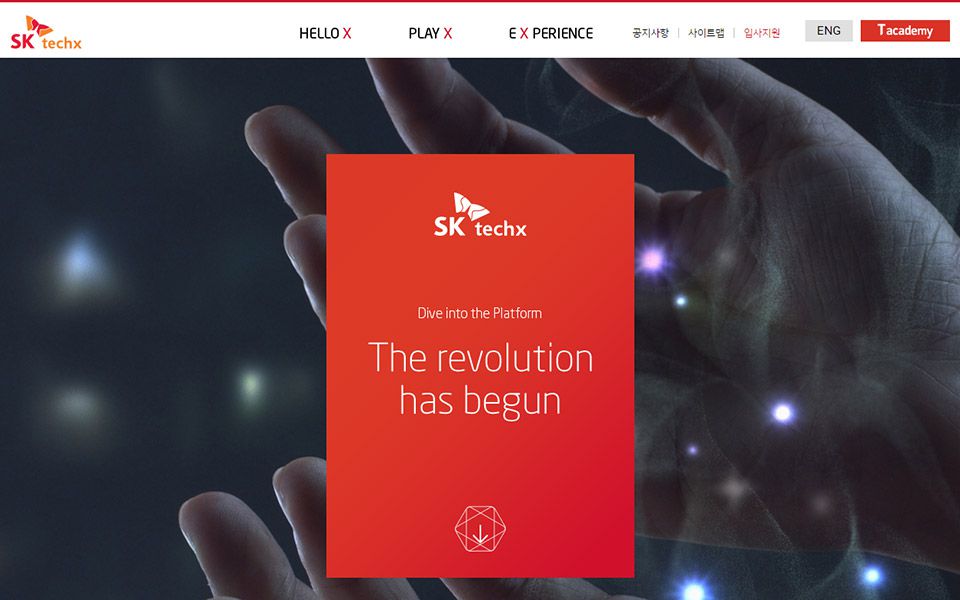 SK techx
HELLO X
PLAY X
E X PERIENCE
공지사항
사이트맵
입사지원
ENG
Tacademy
SK techx
Dive into the Platform
The revolution
has begun